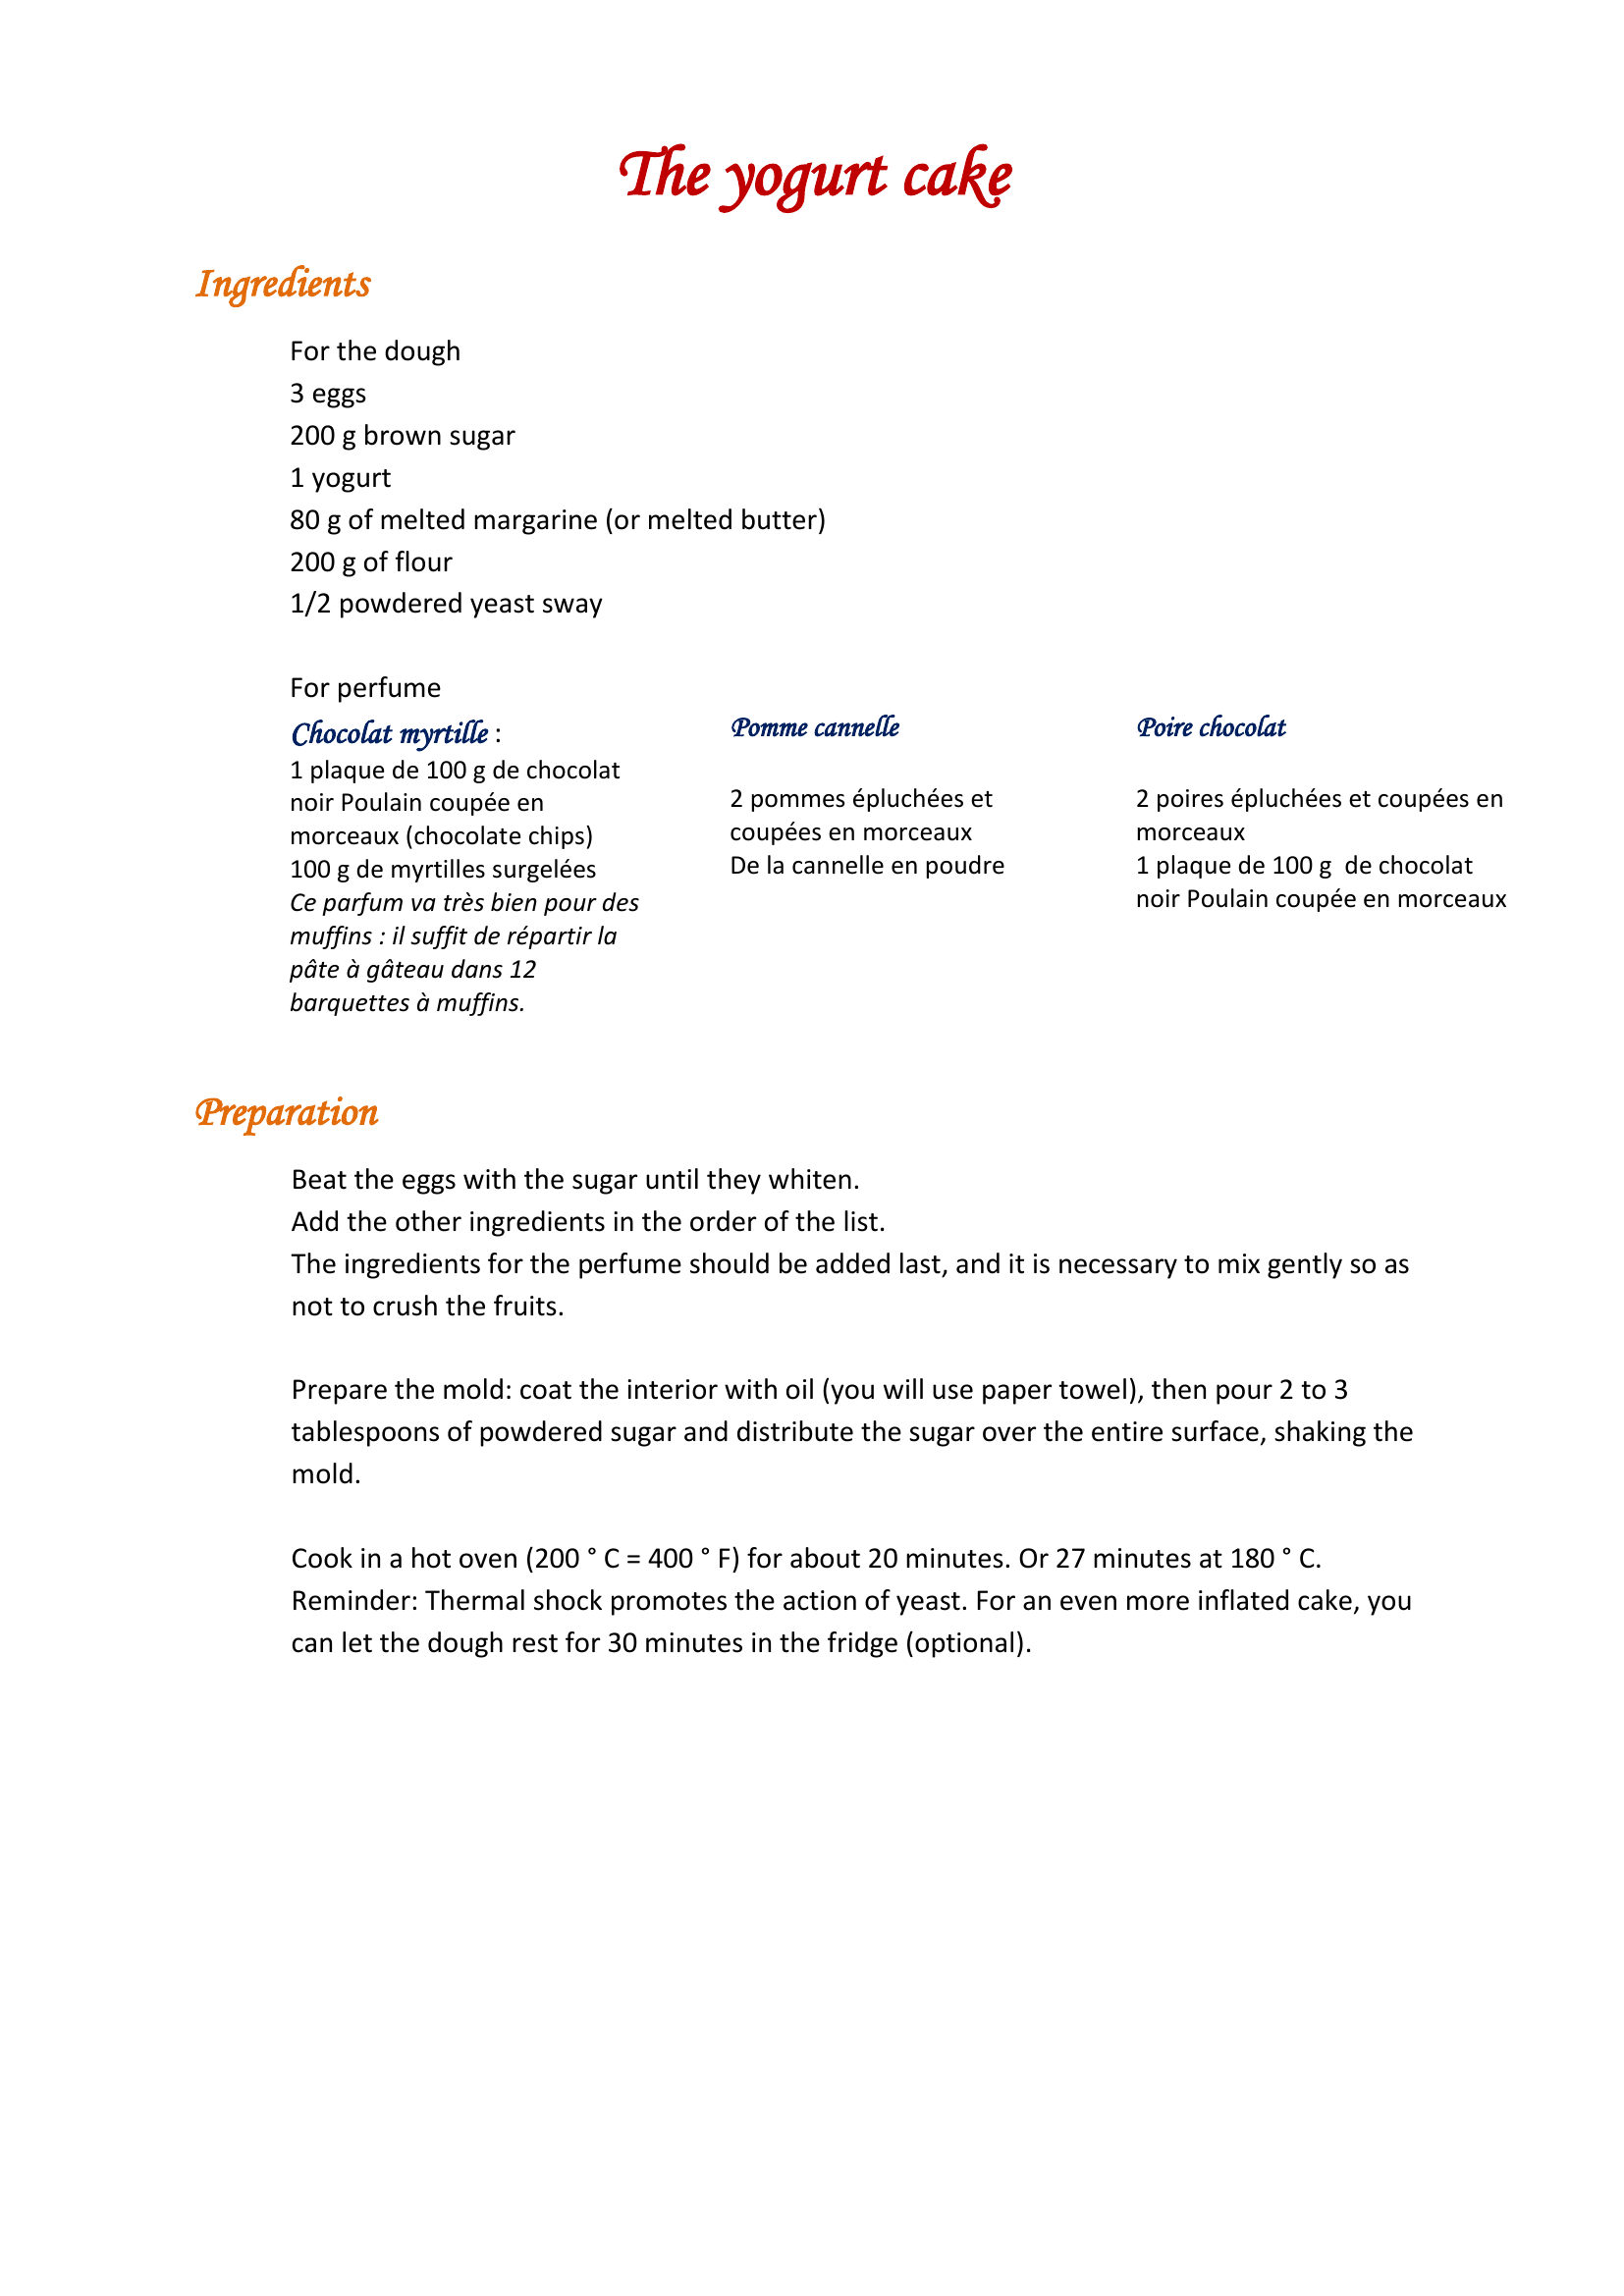 The yogurt cake
Ingredients
For the dough
3 eggs
200 g brown sugar
1 yogurt
80 g of melted margarine (or melted butter)
200 g of flour
1/2 powdered yeast sway
For perfume
Chocolat myrtille :
1 plaque de 100 g de chocolat
noir Poulain coupée en
morceaux (chocolate chips)
100 g de myrtilles surgelées
Ce parfum va très bien pour des
muffins : il suffit de répartir la
pâte à gâteau dans 12
barquettes à muffins.
Pomme cannelle
2 pommes épluchées et
coupées en morceaux
De la cannelle en poudre
Poire chocolat
2 poires épluchées et coupées en
morceaux
1 plaque de 100 g  de chocolat
noir Poulain coupée en morceaux
Preparation
Beat the eggs with the sugar until they whiten.
Add the other ingredients in the order of the list.
The ingredients for the perfume should be added last, and it is necessary to mix gently so as
not to crush the fruits.
Prepare the mold: coat the interior with oil (you will use paper towel), then pour 2 to 3
tablespoons of powdered sugar and distribute the sugar over the entire surface, shaking the
mold.
Cook in a hot oven (200 ° C = 400 ° F) for about 20 minutes. Or 27 minutes at 180 ° C.
Reminder: Thermal shock promotes the action of yeast. For an even more inflated cake, you
can let the dough rest for 30 minutes in the fridge (optional).